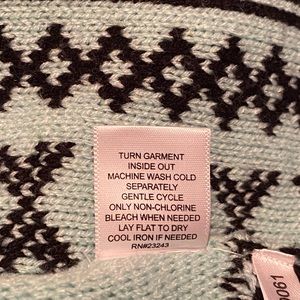 TURN GARMENT
INSIDE OUT
MACHINE WASH COLD
SEPARATELY
GENTLE CYCLE
ONLY NON-CHLORINE
BLEACH WHEN NEEDED
LAY FLAT TO DRY
COOL IRON IF NEEDED
RN#23243
061